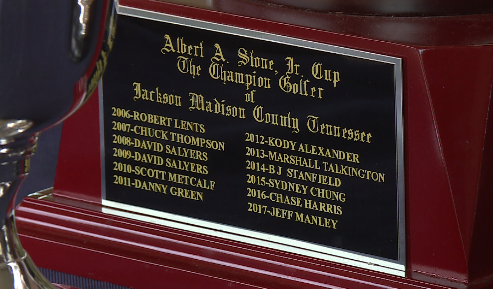 Albert A. Stone, Jr. Cup
The Champion Golfer
of
Jackson Madison County Tennessee
2006-ROBERT LENTS
2007-CHUCK THOMPSON
2008-DAVID SALYERS
2009-DAVID SALYERS
2010-SCOTT METCALF
2011-DANNY GREEN
2012-KODY ALEXANDER
2013-MARSHALL TALKINGTON
2014-B J STANFIELD
2015-SYDNEY CHUNG
2016-CHASE HARRIS
2017-JEFF MANLEY